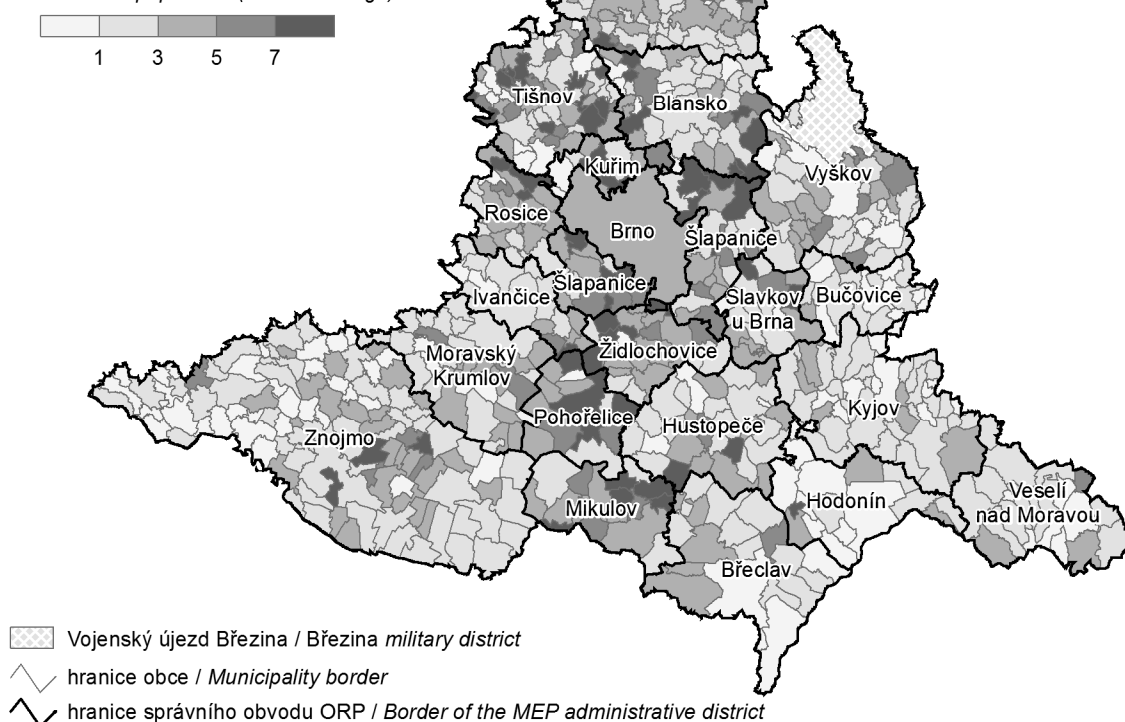 1 3 5 7
Tišnov
Blansko
Kuřim
Vyškov
Rosice
Brno
Šlapanice
Šlapanice
Ivančice
Slavkov
u Brna
Bučovice
Moravský
Krumlov
Židlochovice
Pohořelice
Hustopeče
Kyjov
Znojmo
Mikulov
Hodonín
Veselí
nad Moravou
Břeclav
Vojenský újezd Březina / Březina military district
hranice obce / Municipality border
hranice správního obvodu ORP / Border of the MEP administrative district